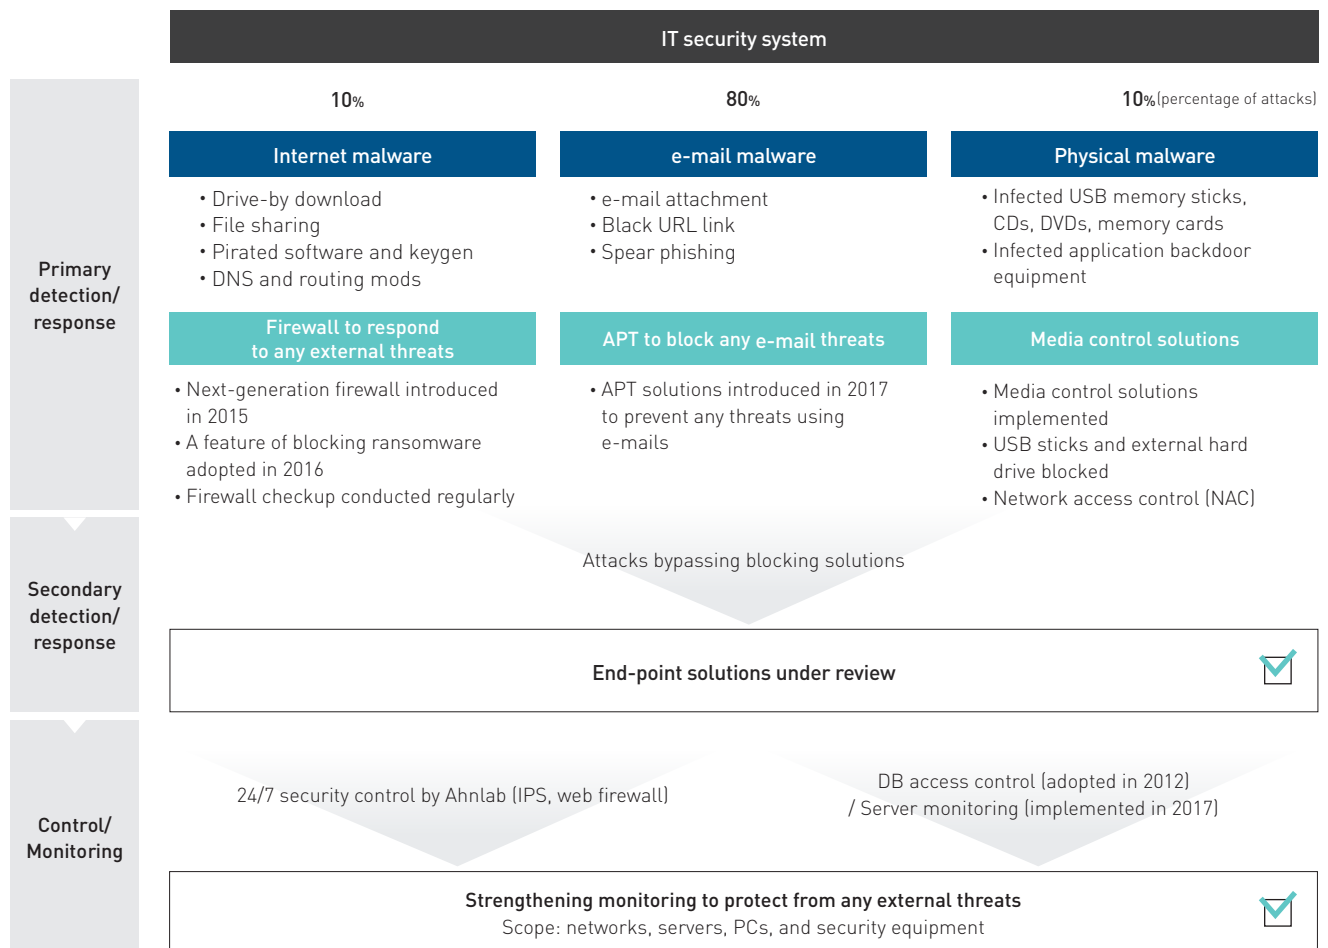 IT security system
10%
80%
10%(percentage of attacks)
Internet malware
e-mail malware
Physical malware
• Drive-by download
• File sharing
• Pirated software and keygen
• DNS and routing mods
• e-mail attachment
• Black URL link
• Spear phishing
• Infected USB memory sticks,
CDs, DVDs, memory cards
• Infected application backdoor
equipment
Primary
detection/
response
Firewall to respond
to any external threats
APT to block any e-mail threats
Media control solutions
• Next-generation firewall introduced
in 2015
• A feature of blocking ransomware
adopted in 2016
• Firewall checkup conducted regularly
• APT solutions introduced in 2017
to prevent any threats using
e-mails
• Media control solutions
implemented
• USB sticks and external hard
drive blocked
• Network access control (NAC)
Secondary
detection/
response
Attacks bypassing blocking solutions
End-point solutions under review
Control/
Monitoring
24/7 security control by Ahnlab (IPS, web firewall)
DB access control (adopted in 2012)
/ Server monitoring (implemented in 2017)
Strengthening monitoring to protect from any external threats
Scope: networks, servers, PCs, and security equipment